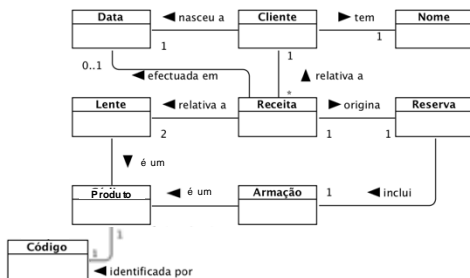 Data
◄ nasceu a
Cliente
► tem
Nome
1
1
0..1
1
◄ efectuada em
▲ relativa a
*
Lente
◄ relativa a
Receita
► origina
Reserva
2
1
1
▼ é um
Produto
◄ é um
Armação
1
◄ inclui
1
Código
1
◄ identificada por